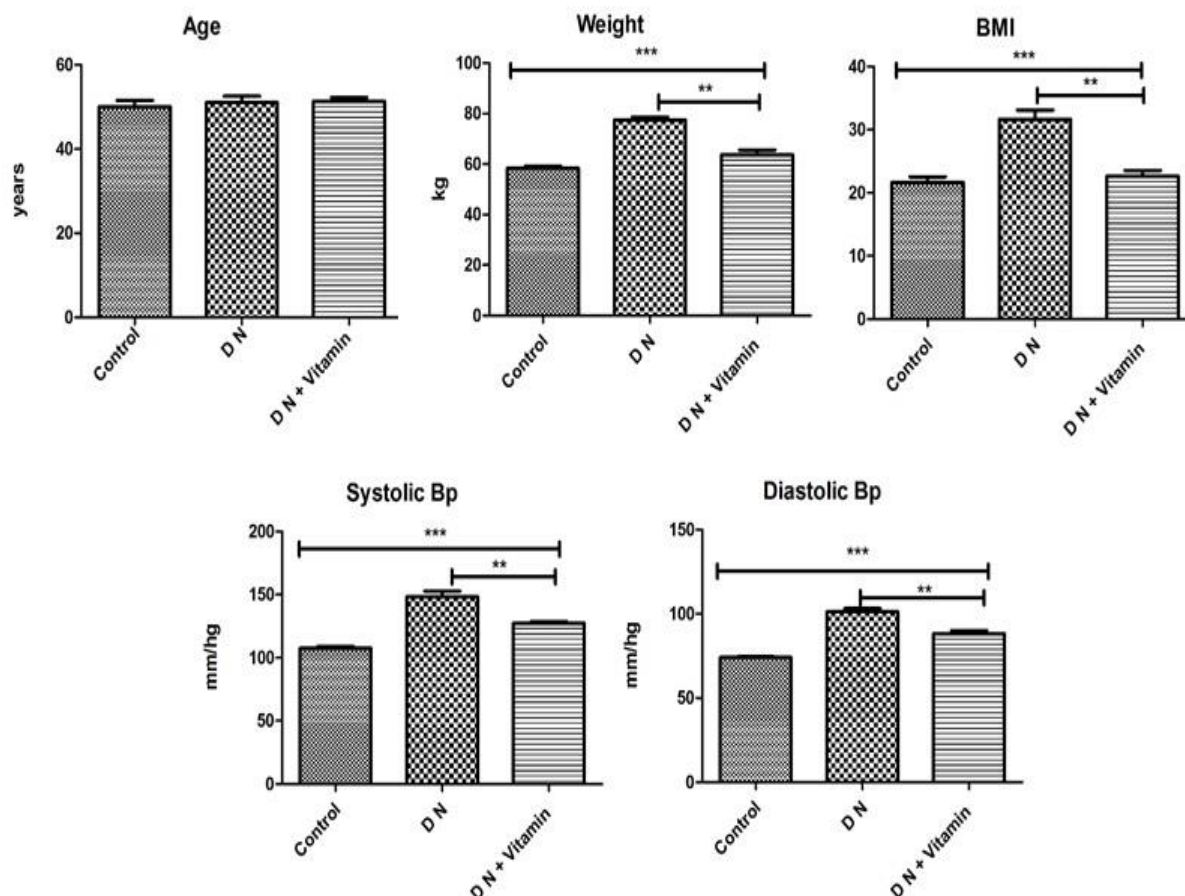 Age
60
40
20
0
years
Control
D N
D N + Vitamin
Weight
***
**
100
80
60
40
20
0
kg
Control
D N
D N + Vitamin
BMI
***
**
40
30
20
10
0
Control
D N
D N + Vitamin
Systolic Bp
***
**
200
150
100
50
0
mm/hg
Control
D N
D N + Vitamin
Diastolic Bp
***
**
150
100
50
0
mm/hg
Control
D N
D N + Vitamin